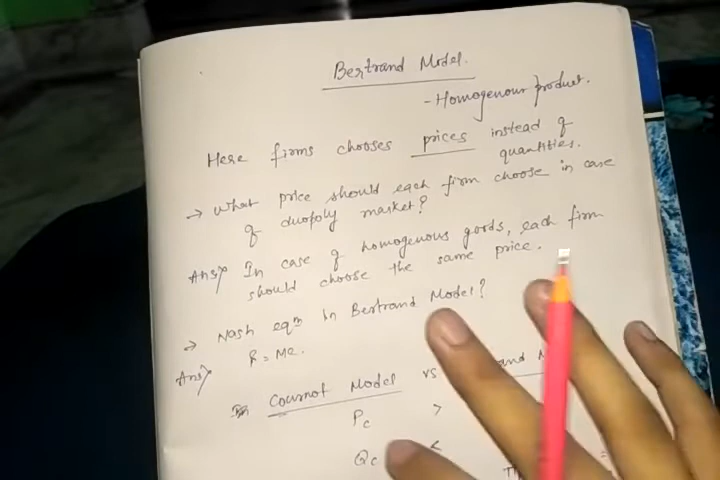 Bertrand Model.
- Homogenous product.
Here firms chooses prices instead of
quantities.
→ What price should each firm choose in case
of duopoly market?
Ans) In case of homogenous goods, each firm
should choose the same price.
→ Nash eqm in Bertrand Model?
Ans) = MC.
Cournot Model vs
Pc >
Qc <